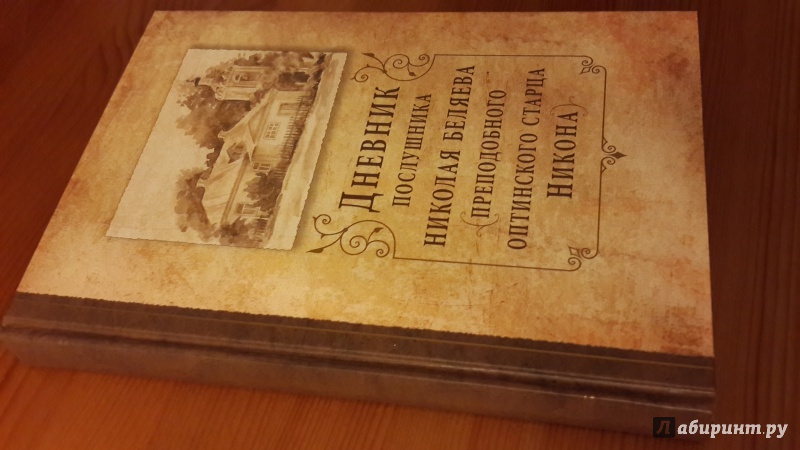 Дневник
послушника
Николая Беляева
(преподобного
оптинского старца
Никона)
Лабиринт.ру